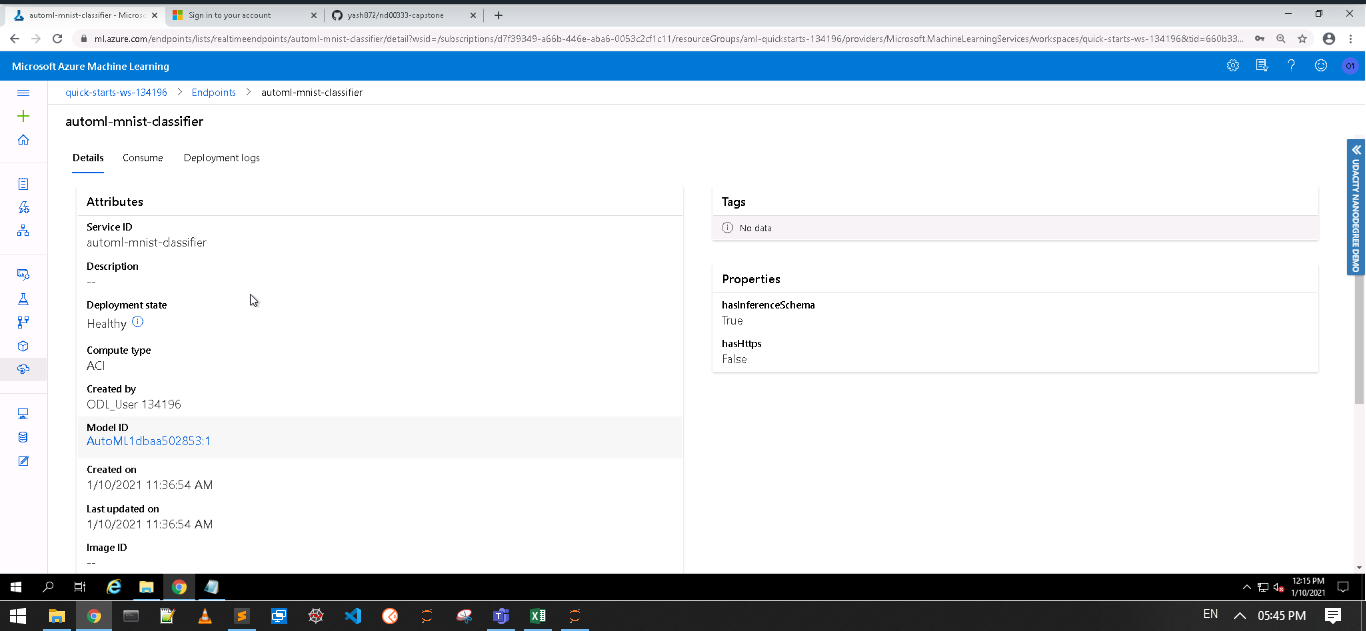 automl-mnist-classifier - Micros
Sign in to your account
yash872/nd00333-capstone
ml.azure.com/endpoints/lists/realtimeendpoints/automl-mnist-classifier/detail?wsid=/subscriptions/d7f39349-a66b-446e-aba6-0053c2cf1c11/resourceGroups/aml-quickstarts-134196/providers/Microsoft.MachineLearningServices/workspaces/quick-starts-ws-134196&tid=660b33...
Microsoft Azure Machine Learning
01
quick-starts-ws-134196 > Endpoints > automl-mnist-classifier
automl-mnist-classifier
Details Consume Deployment logs
Attributes
Service ID
automl-mnist-classifier
Description
--
Deployment state
Healthy
Compute type
ACI
Created by
ODL_User 134196
Model ID
AutoML1dbaa502853:1
Created on
1/10/2021 11:36:54 AM
Last updated on
1/10/2021 11:36:54 AM
Image ID
--
Tags
No data
Properties
hasInferenceSchema
True
hasHttps
False
UDACITY NANODEGREE DEMO
12:15 PM
1/10/2021
EN
05:45 PM